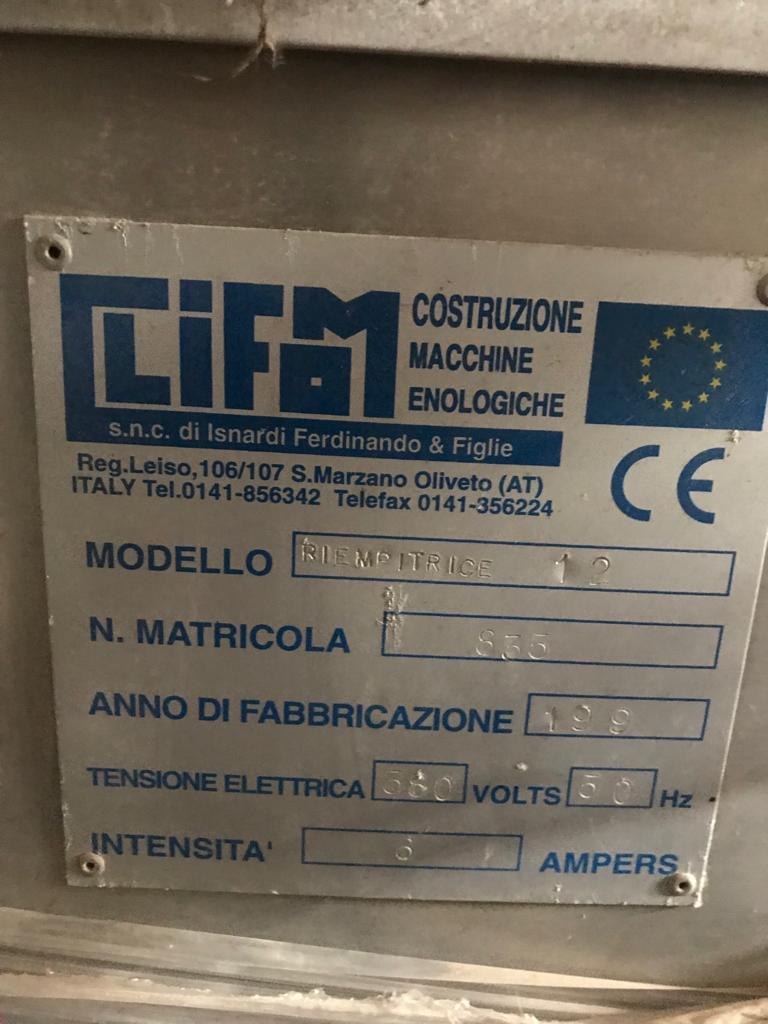 CLIFOM
COSTRUZIONE
MACCHINE
ENOLOGICHE
s.n.c. di Isnardi Ferdinando & Figlie
Reg.Leiso,106/107 S.Marzano Oliveto (AT)
ITALY Tel.0141-856342 Telefax 0141-356224
CE
MODELLO RIEMPITRICE 12
N. MATRICOLA 835
ANNO DI FABBRICAZIONE 199
TENSIONE ELETTRICA 380 VOLTS 50 Hz
INTENSITA'
AMPERS